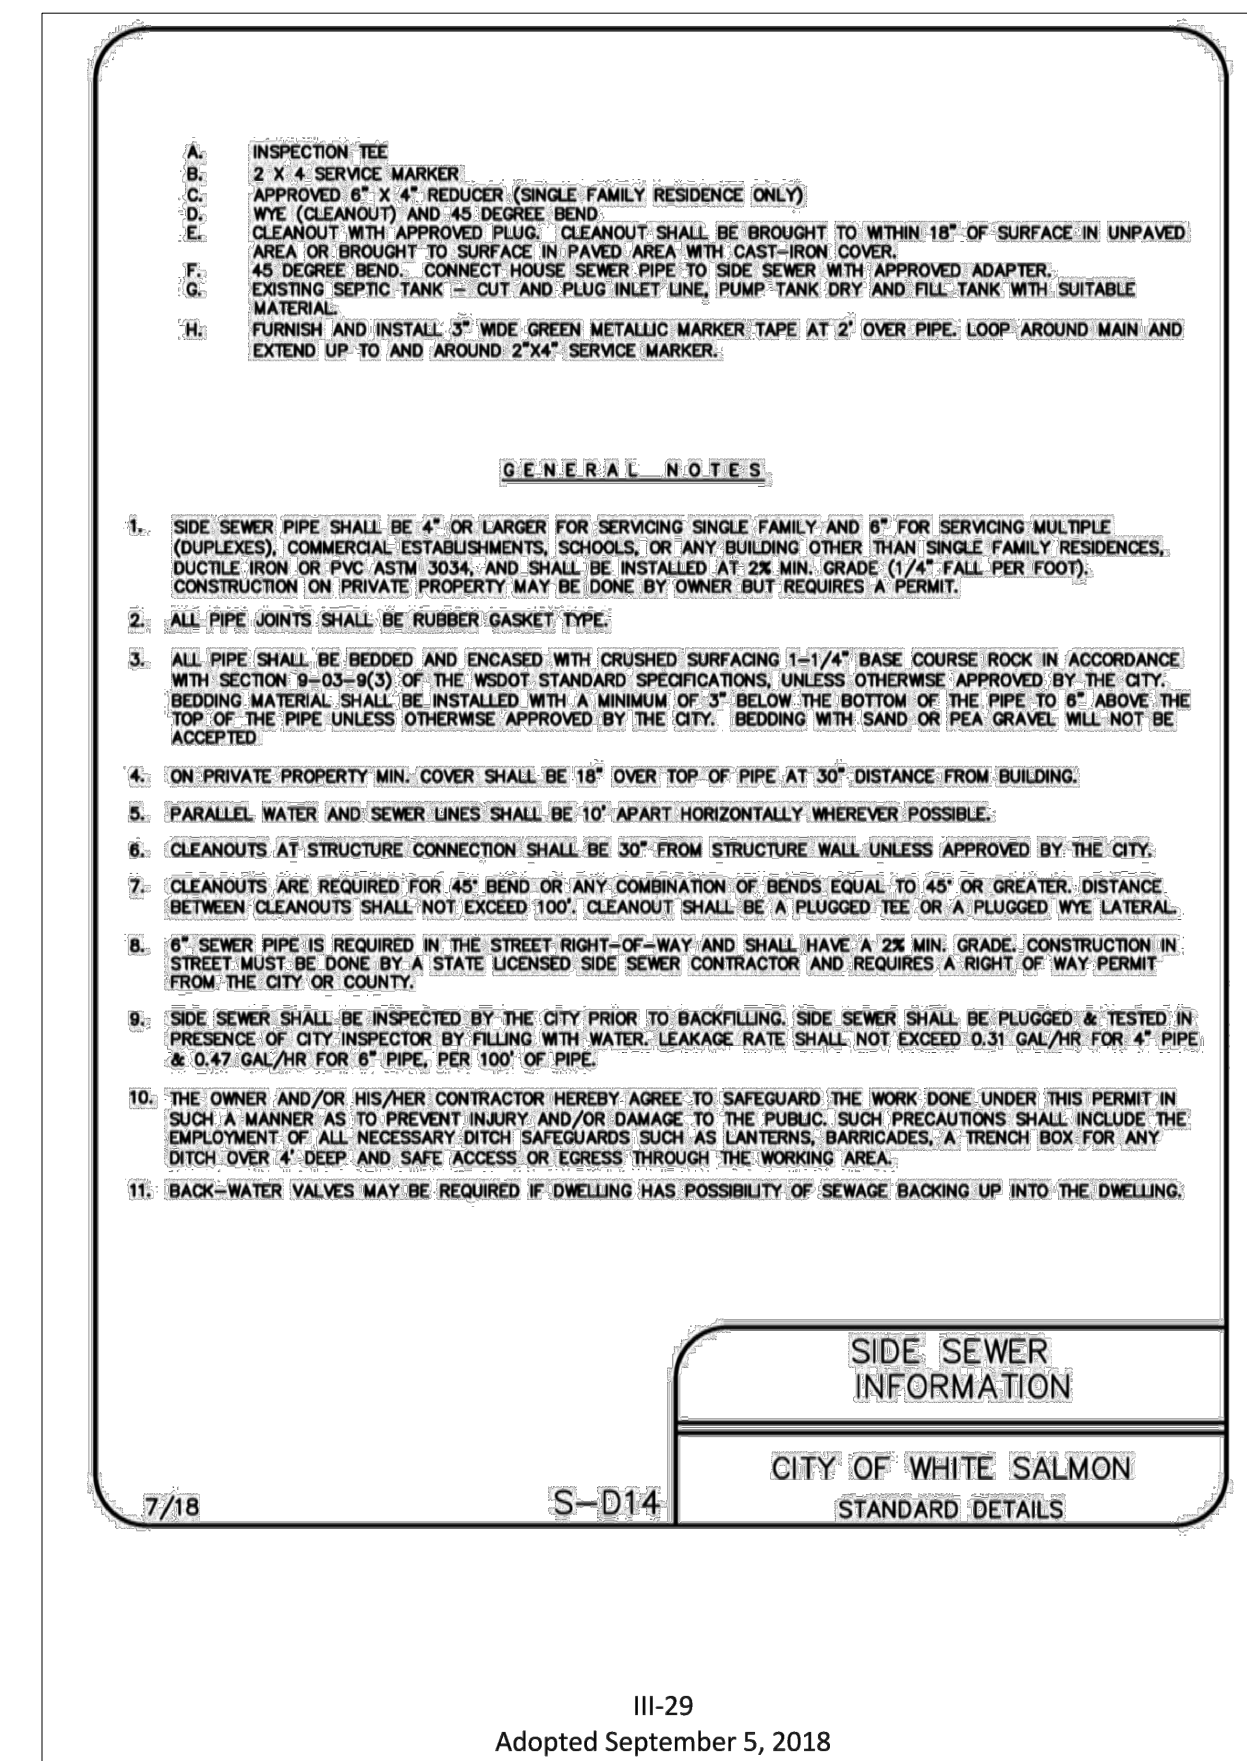 A. INSPECTION TEE
B. 2 X 4 SERVICE MARKER
C. APPROVED 6" X 4" REDUCER (SINGLE FAMILY RESIDENCE ONLY)
D. WYE (CLEANOUT) AND 45 DEGREE BEND
E. CLEANOUT WITH APPROVED PLUG. CLEANOUT SHALL BE BROUGHT TO WITHIN 18" OF SURFACE IN UNPAVED
AREA OR BROUGHT TO SURFACE IN PAVED AREA WITH CAST-IRON COVER.
F. 45 DEGREE BEND. CONNECT HOUSE SEWER PIPE TO SIDE SEWER WITH APPROVED ADAPTER.
G. EXISTING SEPTIC TANK - CUT AND PLUG INLET LINE, PUMP TANK DRY AND FILL TANK WITH SUITABLE
MATERIAL.
H. FURNISH AND INSTALL 3" WIDE GREEN METALLIC MARKER TAPE AT 2' OVER PIPE. LOOP AROUND MAIN AND
EXTEND UP TO AND AROUND 2"X4" SERVICE MARKER.
GENERAL NOTES
1. SIDE SEWER PIPE SHALL BE 4" OR LARGER FOR SERVICING SINGLE FAMILY AND 6" FOR SERVICING MULTIPLE
(DUPLEXES), COMMERCIAL ESTABLISHMENTS, SCHOOLS, OR ANY BUILDING OTHER THAN SINGLE FAMILY RESIDENCES,
DUCTILE IRON OR PVC ASTM 3034, AND SHALL BE INSTALLED AT 2% MIN. GRADE (1/4" FALL PER FOOT).
CONSTRUCTION ON PRIVATE PROPERTY MAY BE DONE BY OWNER BUT REQUIRES A PERMIT.
2. ALL PIPE JOINTS SHALL BE RUBBER GASKET TYPE.
3. ALL PIPE SHALL BE BEDDED AND ENCASED WITH CRUSHED SURFACING 1-1/4" BASE COURSE ROCK IN ACCORDANCE
WITH SECTION 9-03-9(3) OF THE WSDOT STANDARD SPECIFICATIONS, UNLESS OTHERWISE APPROVED BY THE CITY.
BEDDING MATERIAL SHALL BE INSTALLED WITH A MINIMUM OF 3" BELOW THE BOTTOM OF THE PIPE TO 6" ABOVE THE
TOP OF THE PIPE UNLESS OTHERWISE APPROVED BY THE CITY. BEDDING WITH SAND OR PEA GRAVEL WILL NOT BE
ACCEPTED
4. ON PRIVATE PROPERTY MIN. COVER SHALL BE 18" OVER TOP OF PIPE AT 30" DISTANCE FROM BUILDING.
5. PARALLEL WATER AND SEWER LINES SHALL BE 10' APART HORIZONTALLY WHEREVER POSSIBLE.
6. CLEANOUTS AT STRUCTURE CONNECTION SHALL BE 30" FROM STRUCTURE WALL UNLESS APPROVED BY THE CITY.
7. CLEANOUTS ARE REQUIRED FOR 45° BEND OR ANY COMBINATION OF BENDS EQUAL TO 45° OR GREATER. DISTANCE
BETWEEN CLEANOUTS SHALL NOT EXCEED 100'. CLEANOUT SHALL BE A PLUGGED TEE OR A PLUGGED WYE LATERAL.
8. 6" SEWER PIPE IS REQUIRED IN THE STREET RIGHT-OF-WAY AND SHALL HAVE A 2% MIN. GRADE. CONSTRUCTION IN
STREET MUST BE DONE BY A STATE LICENSED SIDE SEWER CONTRACTOR AND REQUIRES A RIGHT OF WAY PERMIT
FROM THE CITY OR COUNTY.
9. SIDE SEWER SHALL BE INSPECTED BY THE CITY PRIOR TO BACKFILLING. SIDE SEWER SHALL BE PLUGGED & TESTED IN
PRESENCE OF CITY INSPECTOR BY FILLING WITH WATER. LEAKAGE RATE SHALL NOT EXCEED 0.31 GAL/HR FOR 4" PIPE
& 0.47 GAL/HR FOR 6" PIPE, PER 100' OF PIPE.
10. THE OWNER AND/OR HIS/HER CONTRACTOR HEREBY AGREE TO SAFEGUARD THE WORK DONE UNDER THIS PERMIT IN
SUCH A MANNER AS TO PREVENT INJURY AND/OR DAMAGE TO THE PUBLIC. SUCH PRECAUTIONS SHALL INCLUDE THE
EMPLOYMENT OF ALL NECESSARY DITCH SAFEGUARDS SUCH AS LANTERNS, BARRICADES, A TRENCH BOX FOR ANY
DITCH OVER 4' DEEP AND SAFE ACCESS OR EGRESS THROUGH THE WORKING AREA.
11. BACK-WATER VALVES MAY BE REQUIRED IF DWELLING HAS POSSIBILITY OF SEWAGE BACKING UP INTO THE DWELLING.
SIDE SEWER
INFORMATION
CITY OF WHITE SALMON
STANDARD DETAILS
7/18
S-D14
III-29
Adopted September 5, 2018